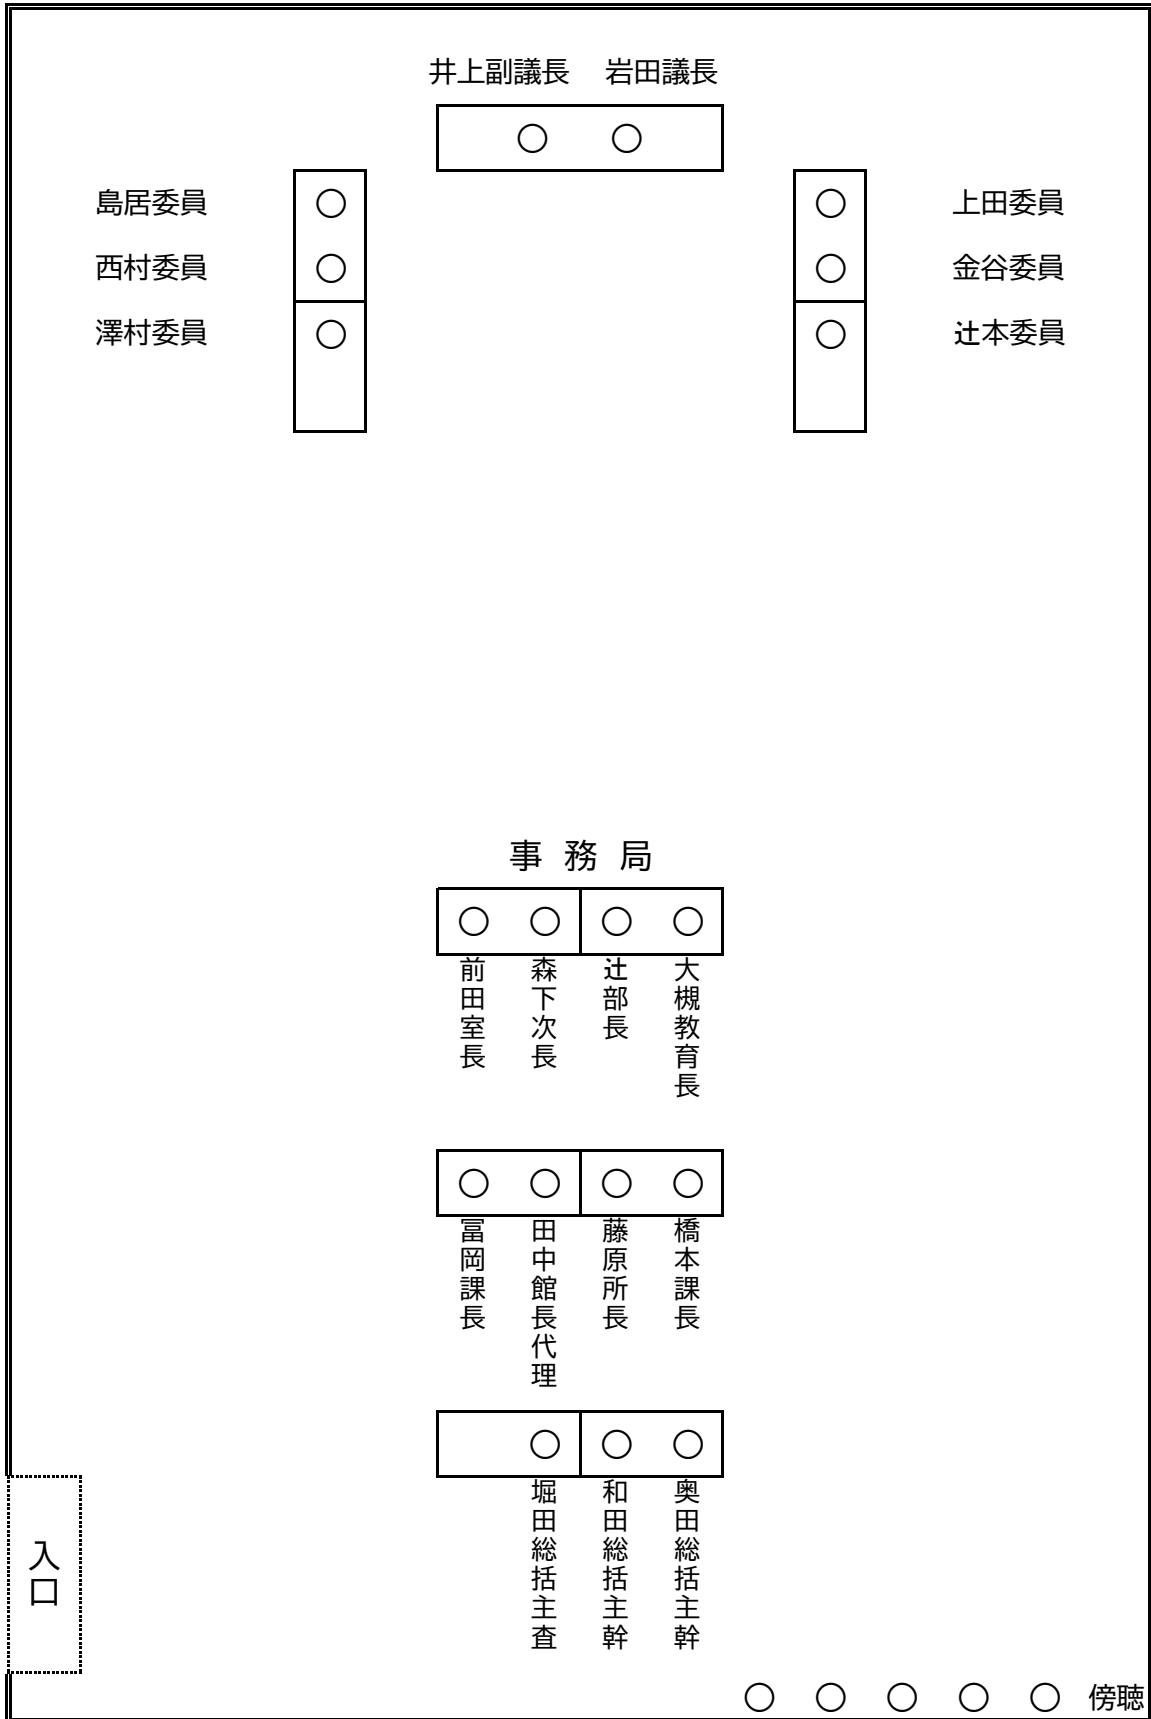 井上副議長　岩田議長
○　○
島居委員　○　○　上田委員
西村委員　○　○　金谷委員
澤村委員　○　○　辻本委員
事 務 局
○　○　○　○
前田室長
森下次長
辻部長
大槻教育長
○　○　○　○
冨岡課長
田中館長代理
藤原所長
橋本課長
○　○　○
堀田総括主査
和田総括主幹
奥田総括主幹
入口
○　○　○　○　○　傍聴